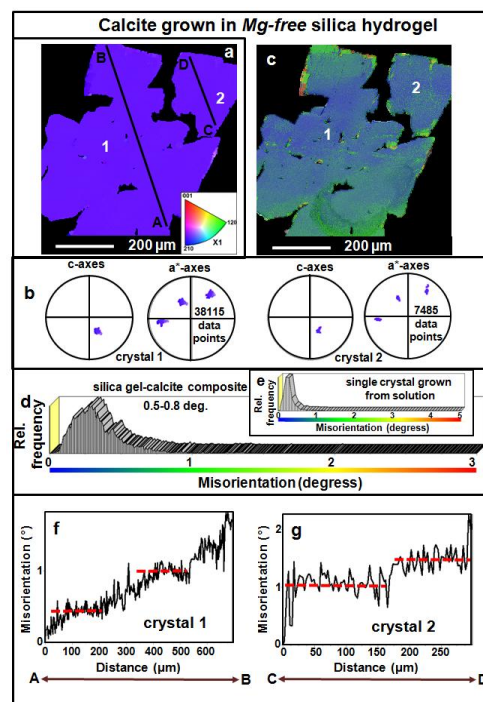 Calcite grown in Mg-free silica hydrogel
a
B
D
2
1
C
A
001
120
210
X1
200 µm
c
2
1
200 µm
b
c-axes
a*-axes
38115
data
points
crystal 1
c-axes
a*-axes
7485
data
points
crystal 2
d
Rel.
frequency
silica gel-calcite composite
0.5-0.8 deg.
0
1
2
3
Misorientation (degress)
e
Rel.
frequency
single crystal grown
from solution
0
1
2
3
4
5
Misorientation (degrees)
f
Misorientation (°)
1
0
crystal 1
0 100 200 300 400 500 600
Distance (µm)
A
B
g
Misorientation (°)
2
1
0
crystal 2
0 50 100 150 200 250
Distance (µm)
C
D